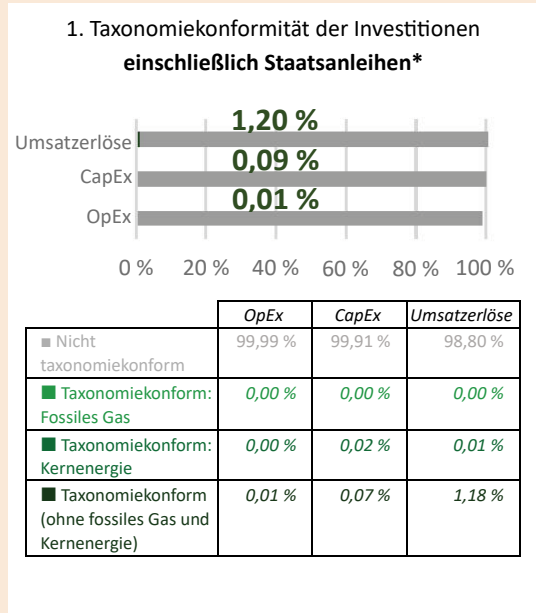 1. Taxonomiekonformität der Investitionen
einschließlich Staatsanleihen*
1,20 %
Umsatzerlöse
0,09 %
CapEx
0,01 %
OpEx
0 % 20 % 40 % 60 % 80 % 100 %
OpEx CapEx Umsatzerlöse
■ Nicht taxonomiekonform 99,99 % 99,91 % 98,80 %
■ Taxonomiekonform: Fossiles Gas 0,00 % 0,00 % 0,00 %
■ Taxonomiekonform: Kernenergie 0,00 % 0,02 % 0,01 %
■ Taxonomiekonform (ohne fossiles Gas und Kernenergie) 0,01 % 0,07 % 1,18 %